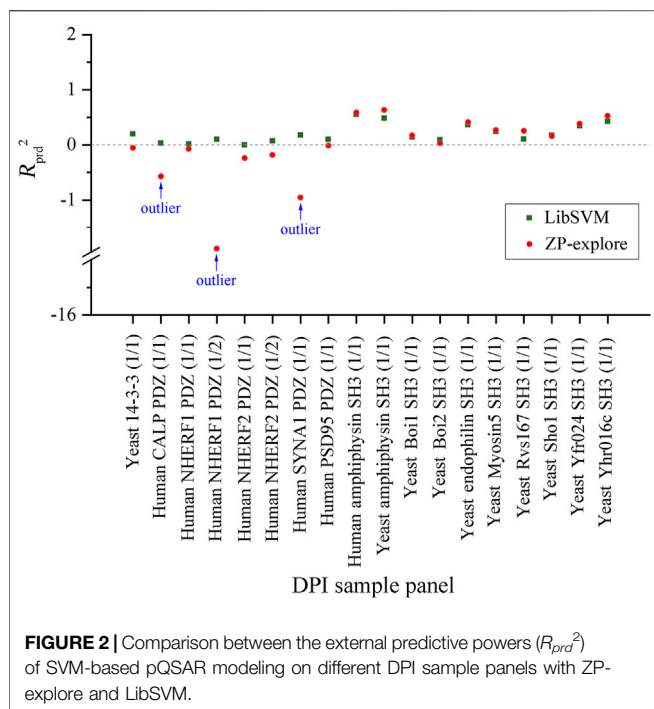 2
1
0
-1
-16
R_prd^2
outlier
outlier
outlier
LibSVM
ZP-explore
Yeast 14-3-3 (1/1)
Human CALP PDZ (1/1)
Human NHERF1 PDZ (1/1)
Human NHERF1 PDZ (1/2)
Human NHERF2 PDZ (1/1)
Human NHERF2 PDZ (1/2)
Human SYNA1 PDZ (1/1)
Human PSD95 PDZ (1/1)
Human amphiphysin SH3 (1/1)
Yeast amphiphysin SH3 (1/1)
Yeast Boi1 SH3 (1/1)
Yeast Boi2 SH3 (1/1)
Yeast endophilin SH3 (1/1)
Yeast Myosin5 SH3 (1/1)
Yeast Rvs167 SH3 (1/1)
Yeast Sho1 SH3 (1/1)
Yeast Yfr024 SH3 (1/1)
Yeast Yhr016c SH3 (1/1)
DPI sample panel
FIGURE 2 | Comparison between the external predictive powers (R_prd^2)
of SVM-based pQSAR modeling on different DPI sample panels with ZP-
explore and LibSVM.